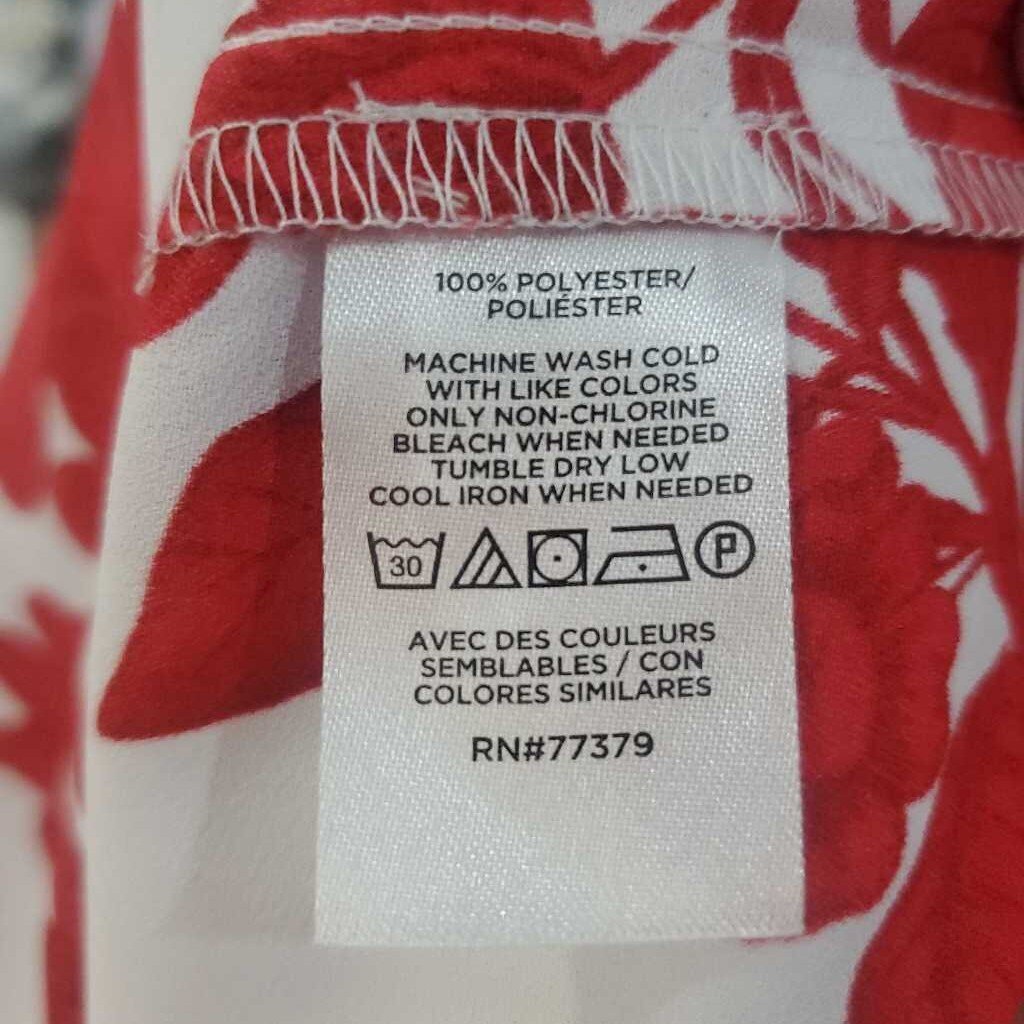 100% POLYESTER/
POLIÉSTER
MACHINE WASH COLD
WITH LIKE COLORS
ONLY NON-CHLORINE
BLEACH WHEN NEEDED
TUMBLE DRY LOW
COOL IRON WHEN NEEDED
30 P
AVEC DES COULEURS
SEMBLABLES / CON
COLORES SIMILARES
RN#77379